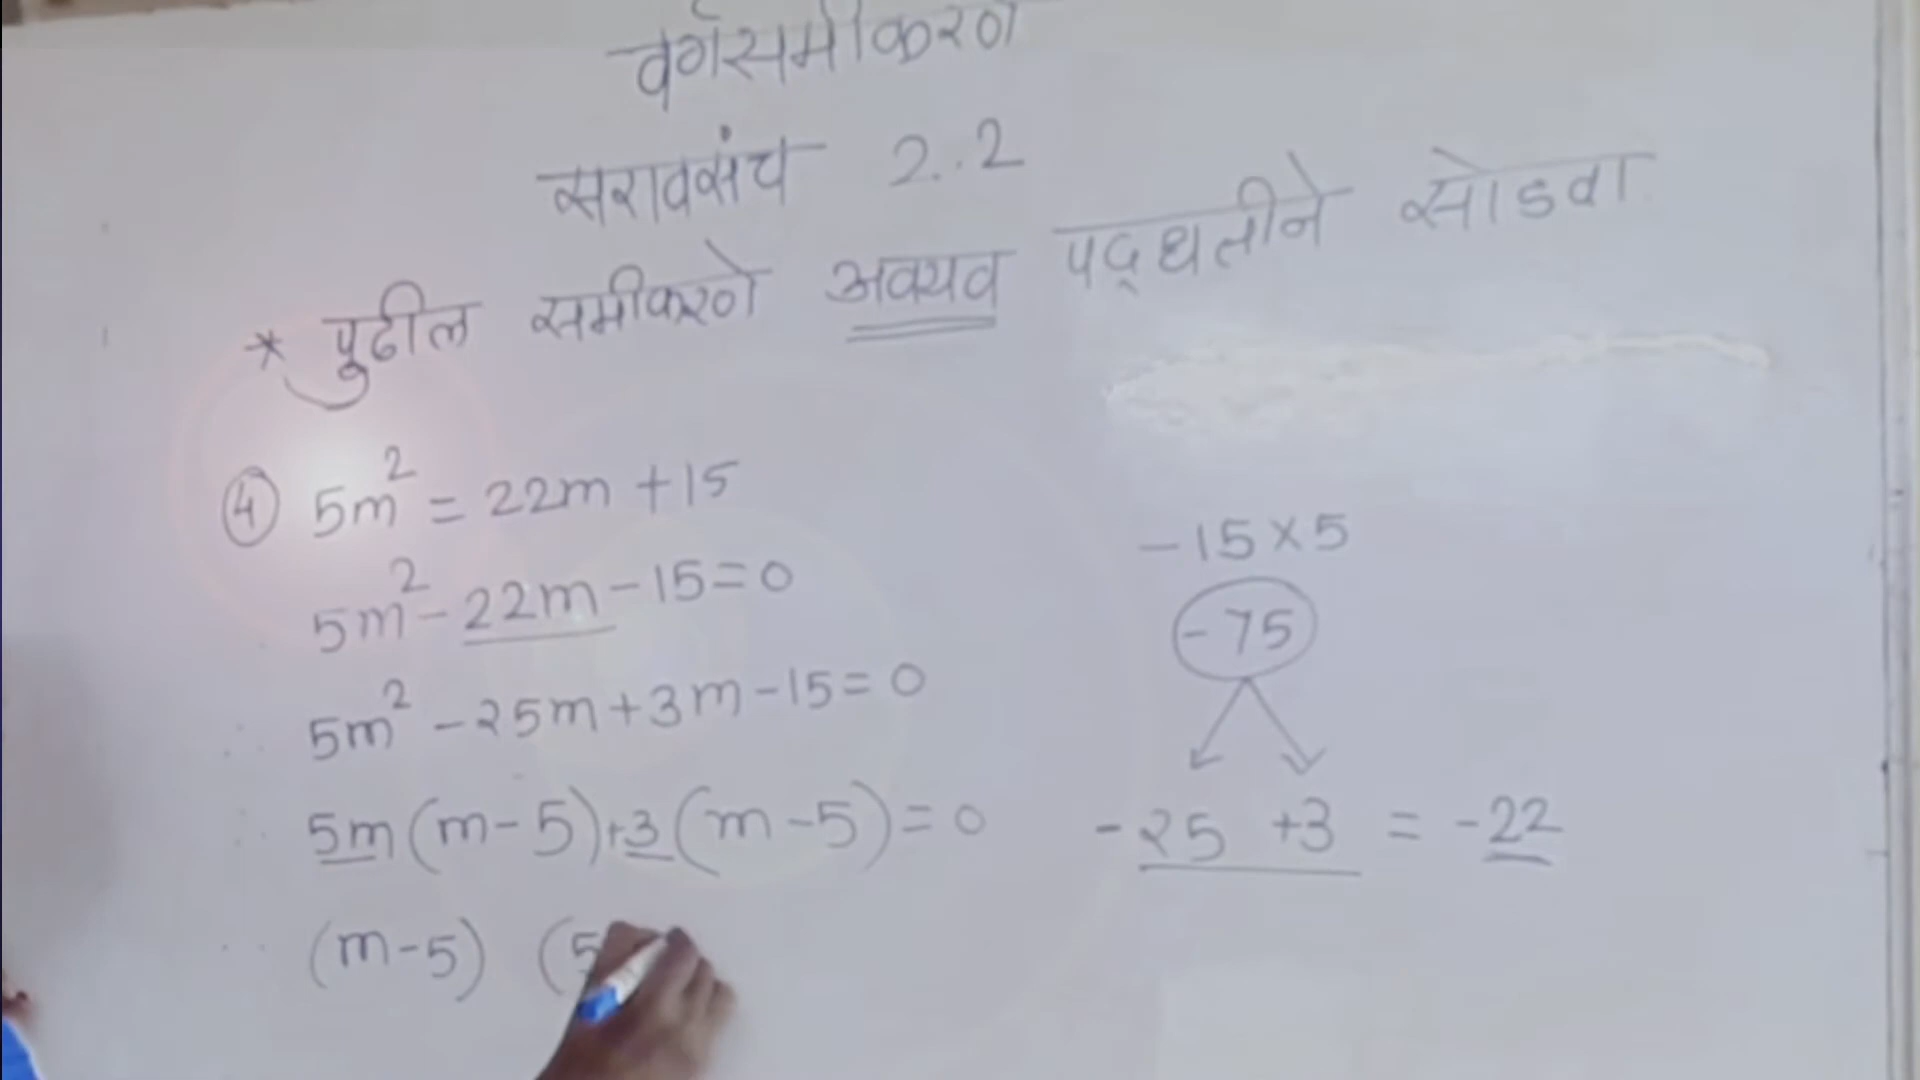 वर्गसमीकरण
सरावसंच 2.2
* पुढील समीकरणे अवयव पद्धतीने सोडवा
④ 5m² = 22m + 15
5m² - 22m - 15 = 0
∴ 5m² - 25m + 3m - 15 = 0
∴ 5m (m - 5) + 3 (m - 5) = 0
∴ (m - 5) (5
- 15 × 5
- 75
- 25 + 3 = - 22